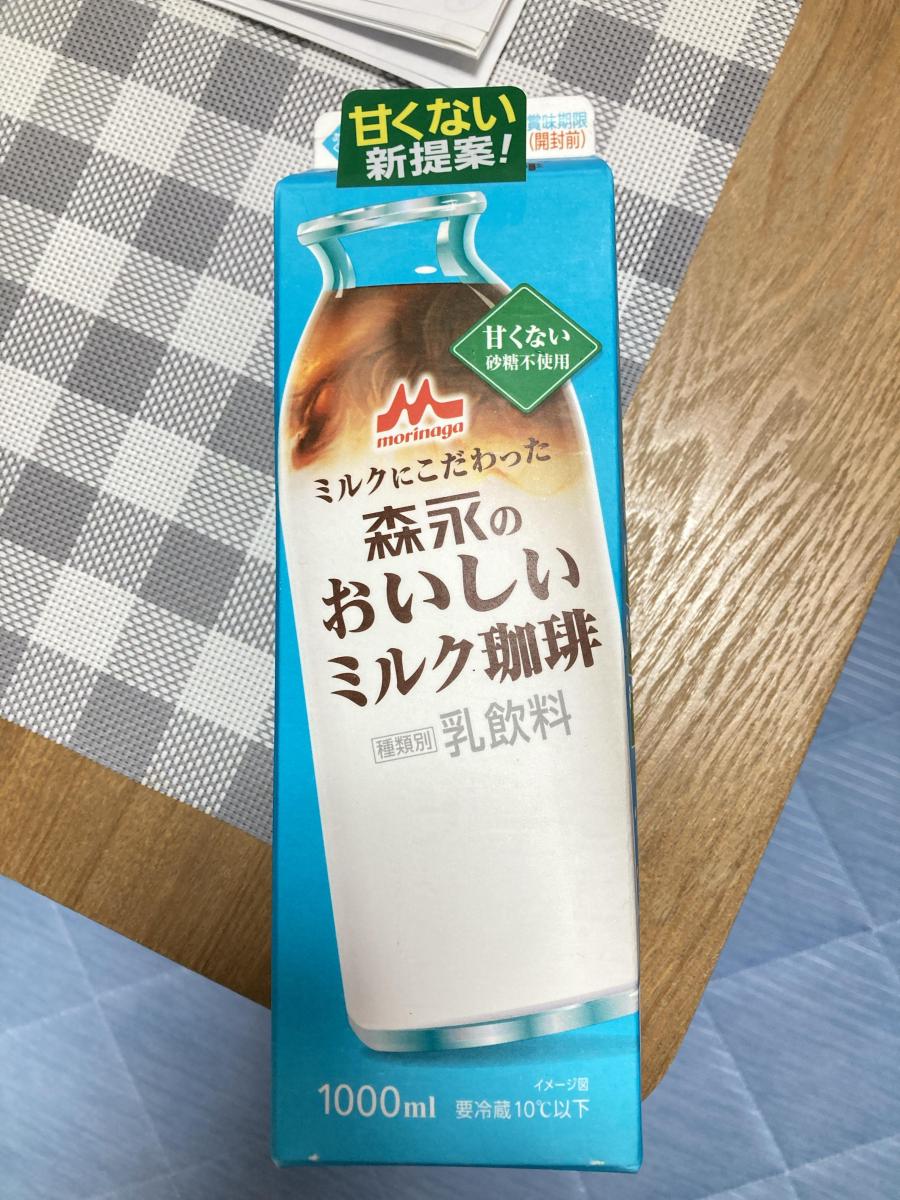 甘くない
新提案!
賞味期限
(開封前)
甘くない
砂糖不使用
morinaga
ミルクにこだわった
森永の
おいしい
ミルク珈琲
種類別 乳飲料
イメージ図
1000ml 要冷蔵10℃以下